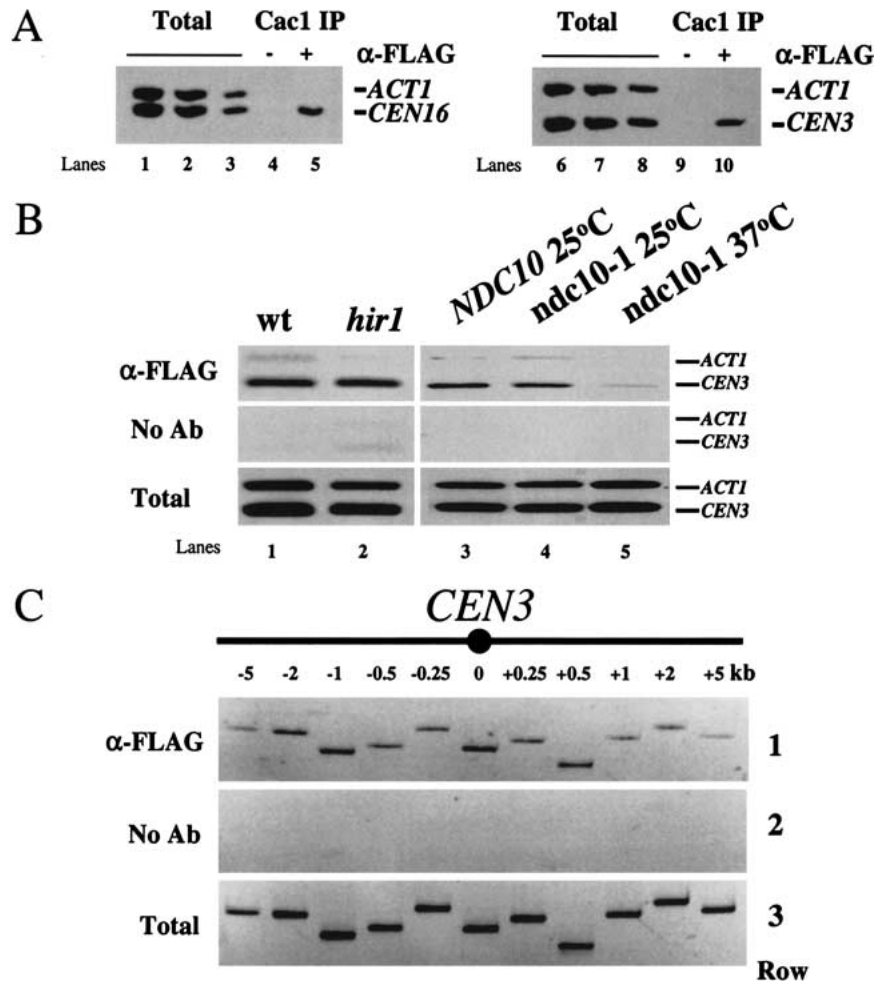 A
Total Cac1 IP
- + α-FLAG
-ACT1
-CEN16
Lanes 1 2 3 4 5
Total Cac1 IP
- + α-FLAG
-ACT1
-CEN3
6 7 8 9 10
B
wt hir1 NDC10 25°C ndc10-1 25°C ndc10-1 37°C
α-FLAG
ACT1
CEN3
No Ab
ACT1
CEN3
Total
ACT1
CEN3
Lanes 1 2 3 4 5
C
CEN3
-5 -2 -1 -0.5 -0.25 0 +0.25 +0.5 +1 +2 +5 kb
α-FLAG 1
No Ab 2
Total 3
Row